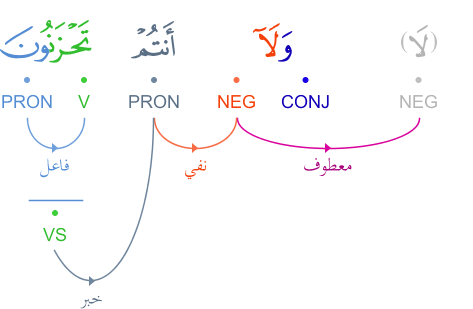 (لَا) وَلَآ أَنتُمْ تَحْزَنُونَ
NEG CONJ NEG PRON V PRON
معطوف نفي فاعل
VS
خبر